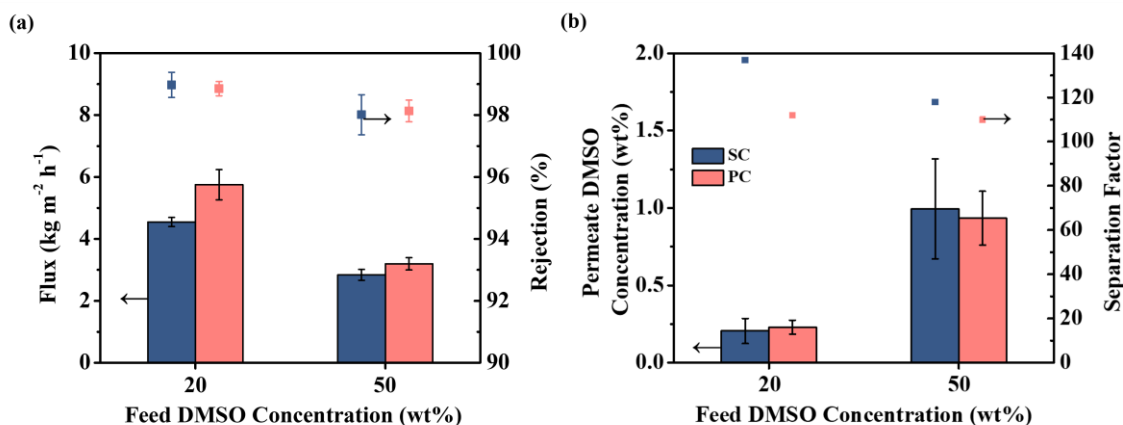 (a)
10
8
6
4
2
0
Flux (kg m⁻² h⁻¹)
100
98
96
94
92
90
Rejection (%)
20
50
Feed DMSO Concentration (wt%)
(b)
2.0
1.5
1.0
0.5
0.0
Permeate DMSO
Concentration (wt%)
SC
PC
140
120
100
80
60
40
20
0
Separation Factor
20
50
Feed DMSO Concentration (wt%)